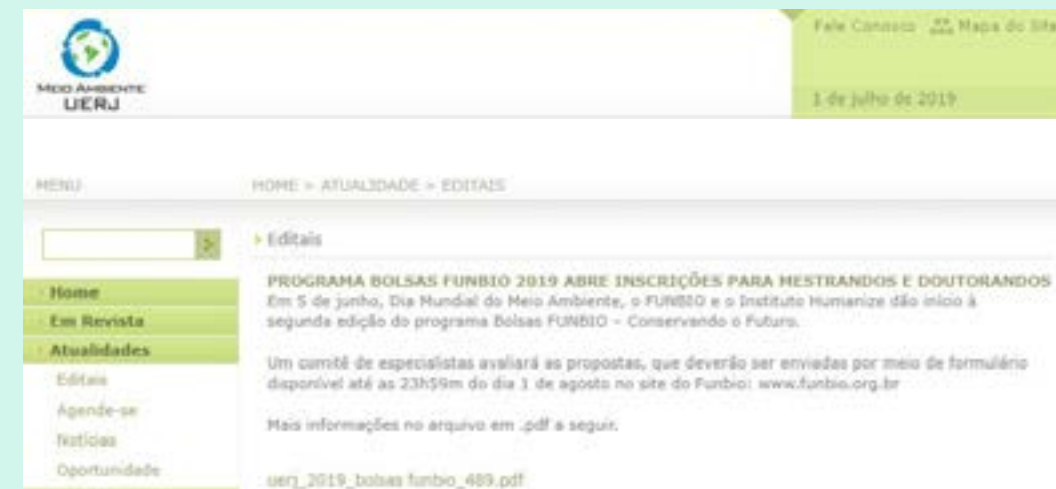 Fale Conosco Mapa do Site
MEIO AMBIENTE
UERJ
1 de julho de 2019
MENU
HOME > ATUALIDADE > EDITAIS
> Editais
PROGRAMA BOLSAS FUNBIO 2019 ABRE INSCRIÇÕES PARA MESTRANDOS E DOUTORANDOS
Em 5 de junho, Dia Mundial do Meio Ambiente, o FUNBIO e o Instituto Humanize dão início à
segunda edição do programa Bolsas FUNBIO – Conservando o Futuro.
Um comitê de especialistas avaliará as propostas, que deverão ser enviadas por meio de formulário
disponível até as 23h59m do dia 1 de agosto no site do Funbio: www.funbio.org.br
Mais informações no arquivo em .pdf a seguir.
uerj_2019_bolsas funbio_489.pdf
Home
Em Revista
Atualidades
Editais
Agende-se
Notícias
Oportunidade